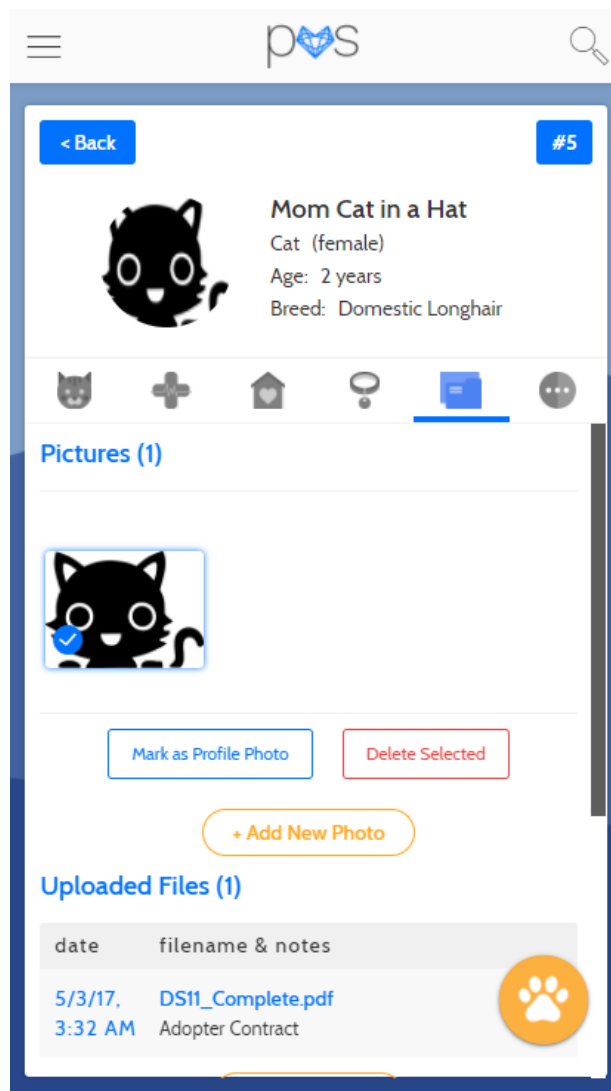 pvs
< Back
#5
Mom Cat in a Hat
Cat (female)
Age: 2 years
Breed: Domestic Longhair
Pictures (1)
Mark as Profile Photo
Delete Selected
+ Add New Photo
Uploaded Files (1)
date filename & notes
5/3/17, DS11_Complete.pdf
3:32 AM Adopter Contract